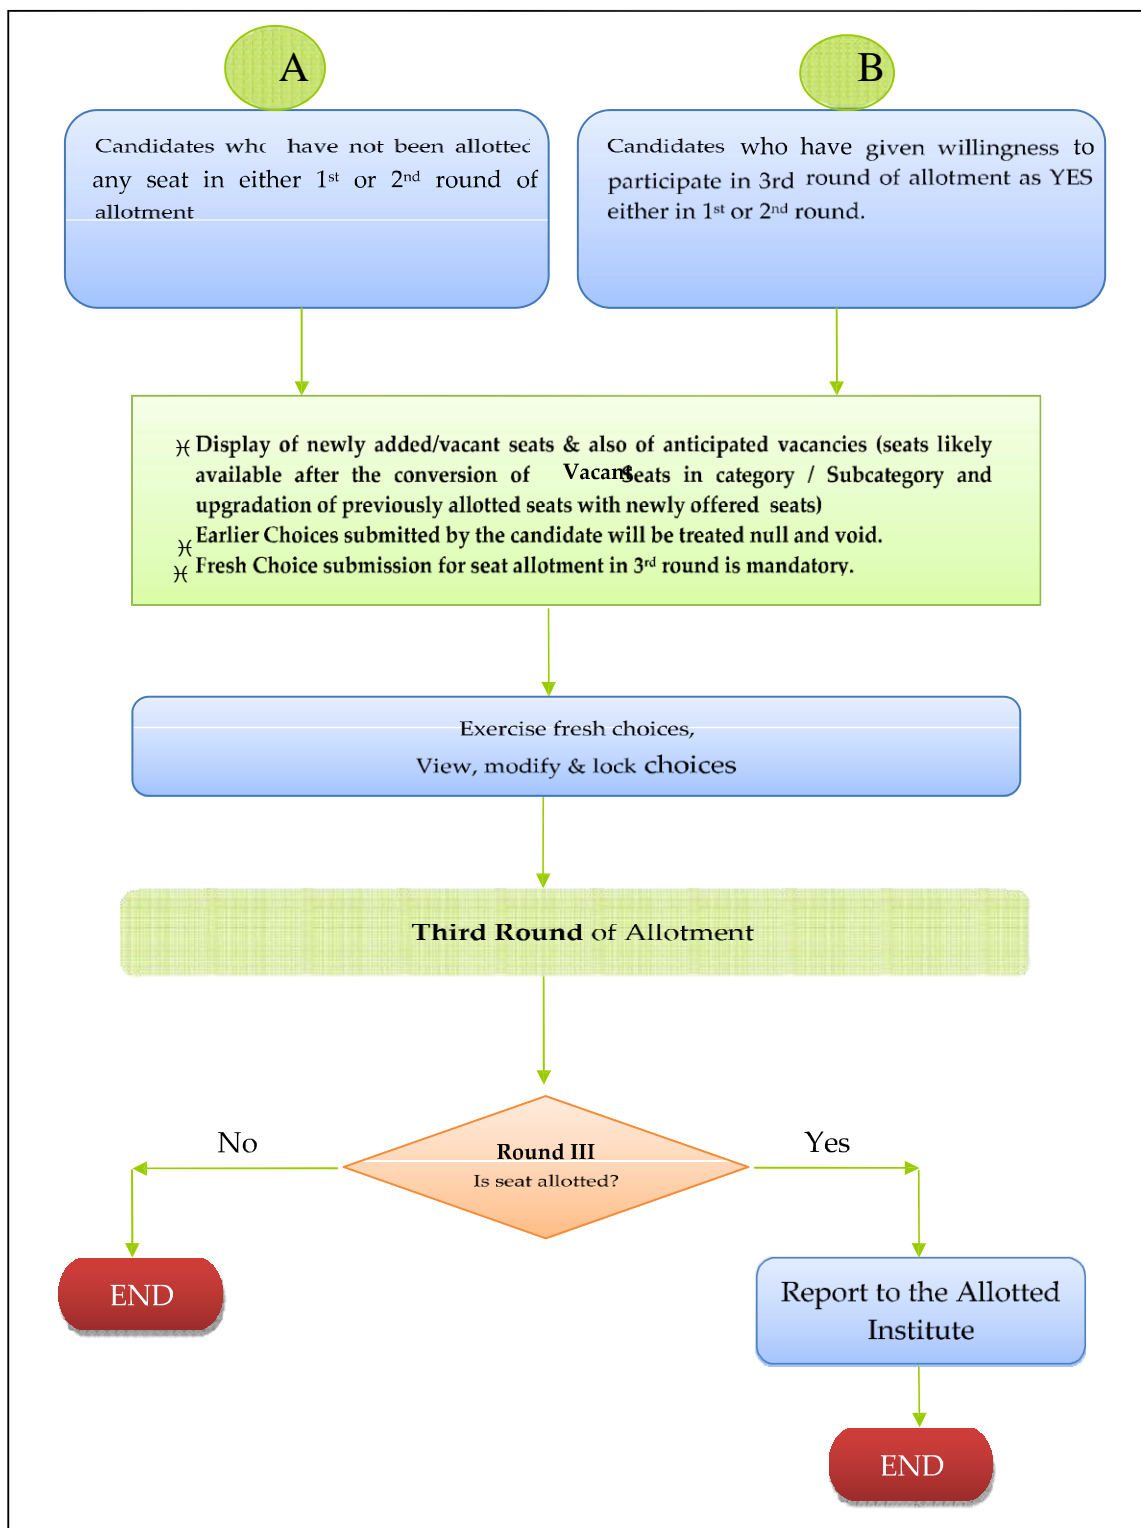 A
B
Candidates who have not been allotted
any seat in either 1st or 2nd round of
allotment
Candidates who have given willingness to
participate in 3rd round of allotment as YES
either in 1st or 2nd round.
Display of newly added/vacant seats & also of anticipated vacancies (seats likely
available after the conversion of Vacant Seats in category / Subcategory and
upgradation of previously allotted seats with newly offered seats)
Earlier Choices submitted by the candidate will be treated null and void.
Fresh Choice submission for seat allotment in 3rd round is mandatory.
Exercise fresh choices,
View, modify & lock choices
Third Round of Allotment
No
Round III
Is seat allotted?
Yes
END
Report to the Allotted
Institute
END